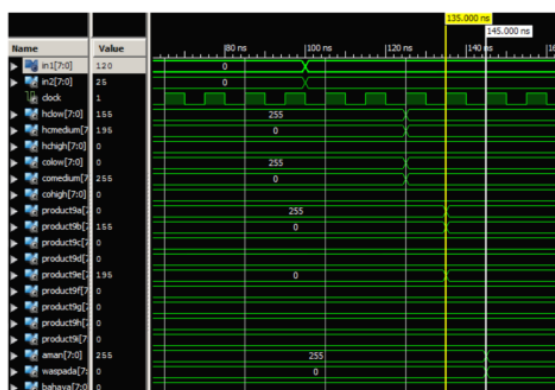 135.000 ns
145.000 ns
Name Value
80 ns 100 ns 120 ns 140 ns
in1[7:0] 120 0
in2[7:0] 25 0
clock 1
hclow[7:0] 155 255
hcmedium[7 195 0
hchigh[7:0] 0
colow[7:0] 0 255
comedium[7 255 0
cohigh[7:0] 0
product9a[7 0 255
product9b[7 155 0
product9c[7 0
product9d[7 0
product9e[7 195 0
product9f[7 0
product9g[7 0
product9h[7 0
product9i[7 0
aman[7:0] 255 255
waspada[7: 0 0
bahaya[7:0 0